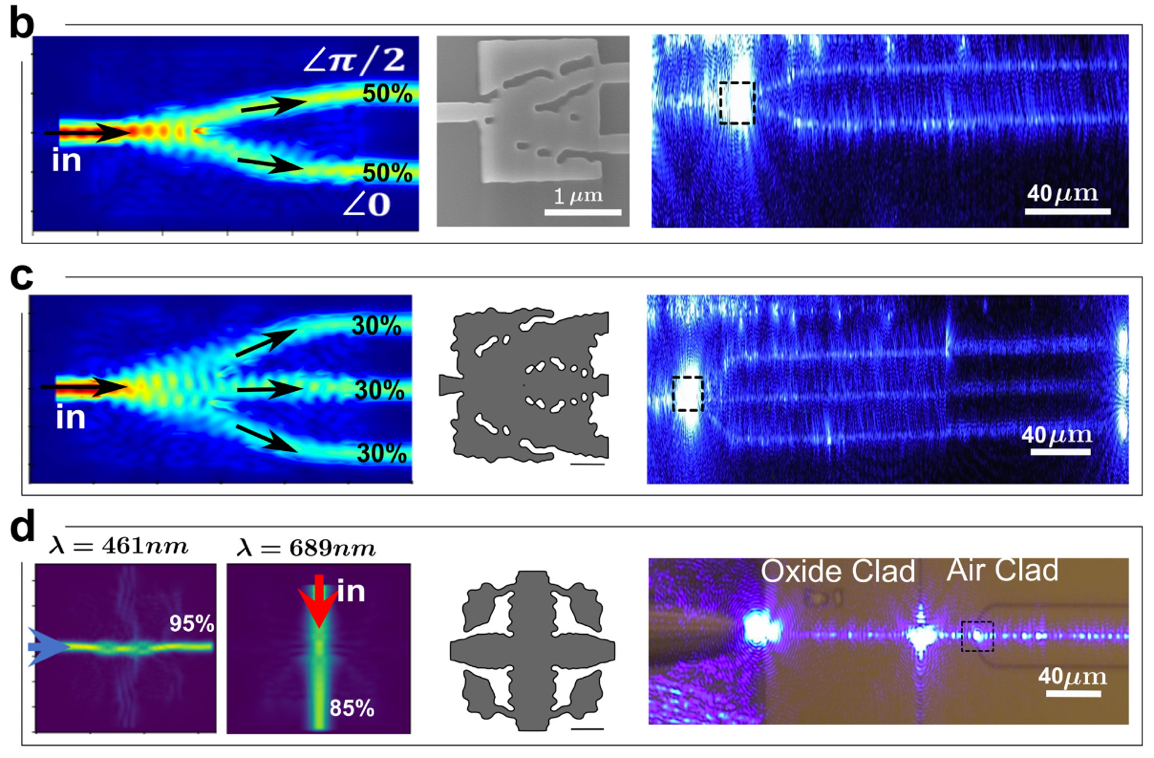 b
∠π/2
50%
in
50%
∠0
1 μm
40μm
c
30%
in
30%
30%
40μm
d
λ = 461nm
λ = 689nm
in
95%
85%
Oxide Clad
Air Clad
40μm